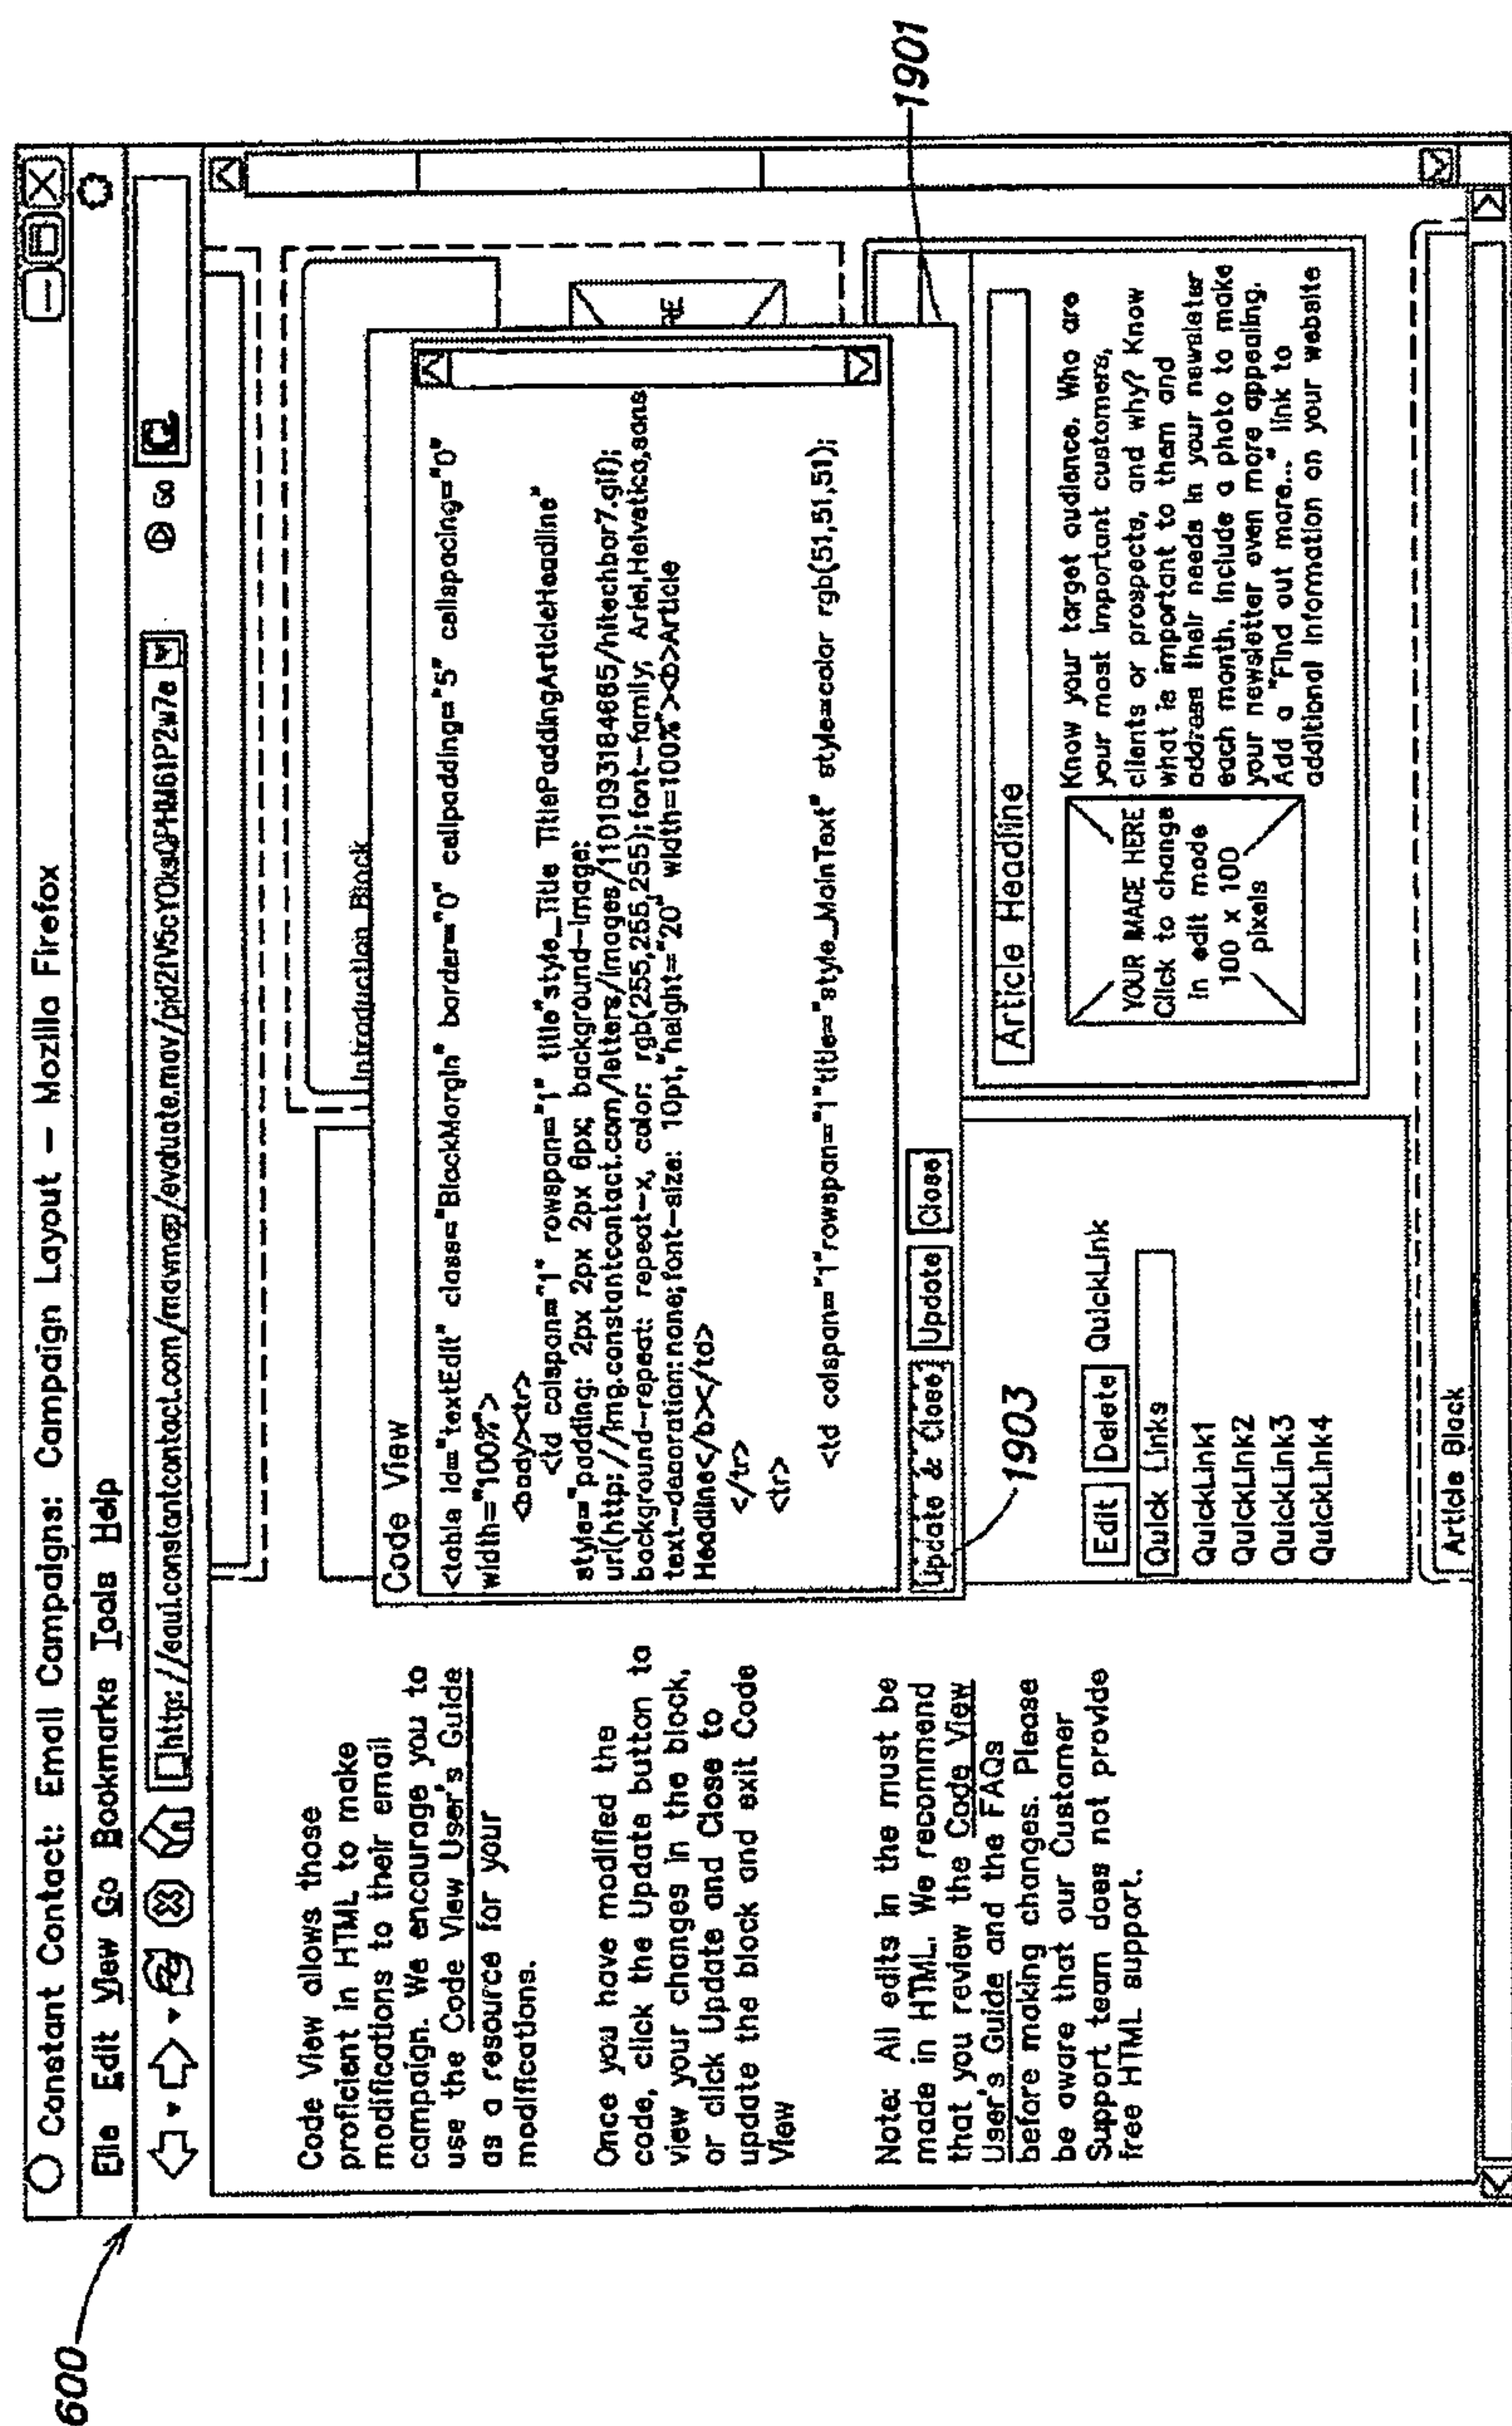 600
Constant Contact: Email Campaigns: Campaign Layout — Mozilla Firefox
File Edit View Go Bookmarks Tools Help
Go
Code View allows those
proficient in HTML to make
modifications to their email
campaign. We encourage you to
use the Code View User's Guide
as a resource for your
modifications.
Once you have modified the
code, click the Update button to
view your changes in the block,
or click Update and Close to
update the block and exit Code
View
Note: All edits in the must be
made in HTML. We recommend
that you review the Code View
User's Guide and the FAQs
before making changes. Please
be aware that our Customer
Support team does not provide
free HTML support.
Introduction Block
RE
Code View
<table id="textEdit" class="BlockMargin" border="0" cellpadding="5" cellspacing="0"
width="100%">
<body><tr>
<td colspan="1" rowspan="1" title"style_Title TitlePaddingArticleHeadline"
style="padding: 2px 2px 2px 6px; background-image:
url(http://img.constantcontact.com/letters/images/1101093184665/hitechbar7.gif);
background-repeat: repeat-x, color: rgb(255,255,255);font-family; Ariel,Helvetica,sans
text-decoration:none;font-size: 10pt,"height="20" width=100%"><b>Article
Headline</b></td>
</tr>
<tr>
<td colspan="1"rowspan="1"title="style_MainText" style=color rgb(51,51,51);
Update & Close Update Close
1901
1903
Edit Delete QuickLink
Quick Links
QuickLink1
QuickLink2
QuickLink3
QuickLink4
Article Headline
YOUR IMAGE HERE
Click to change
In edit mode
100 x 100
pixels
Know your target audience. Who are
your most important customers,
clients or prospects, and why? Know
what is important to them and
address their needs in your newsletter
each month. Include a photo to make
your newsletter even more appealing.
Add a "Find out more..." link to
additional information on your website
Article Block